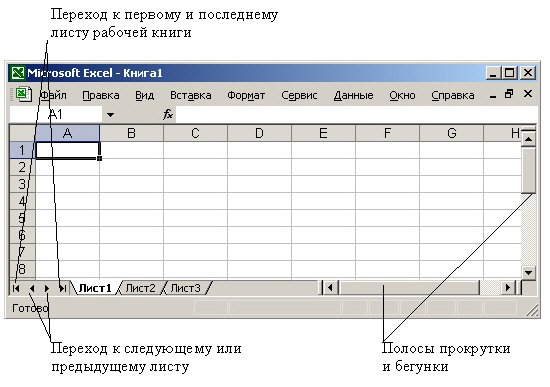 Переход к первому и последнему
листу рабочей книги
Microsoft Excel - Книга1
Файл Правка Вид Вставка Формат Сервис Данные Окно Справка
A1 fx
A B C D E F G H
1
2
3
4
5
6
7
8
Лист1 Лист2 Лист3
Готово
Переход к следующему или
предыдущему листу
Полосы прокрутки
и бегунки